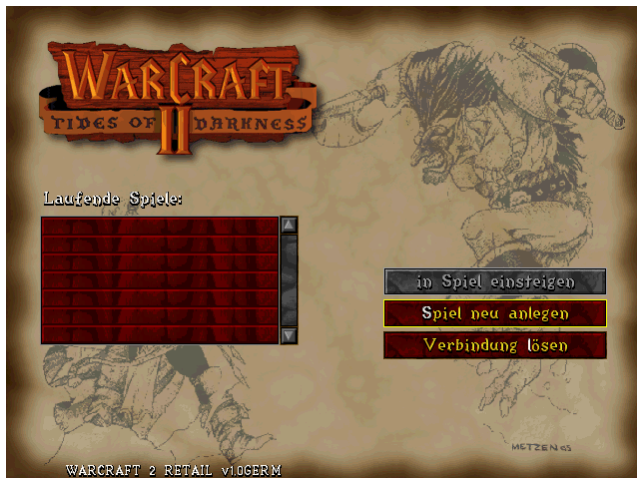 WARCRAFT
TIDES OF DARKNESS
II
Laufende Spiele:
in Spiel einsteigen
Spiel neu anlegen
Verbindung lösen
METZEN 95
WARCRAFT 2 RETAIL v1.0GERM